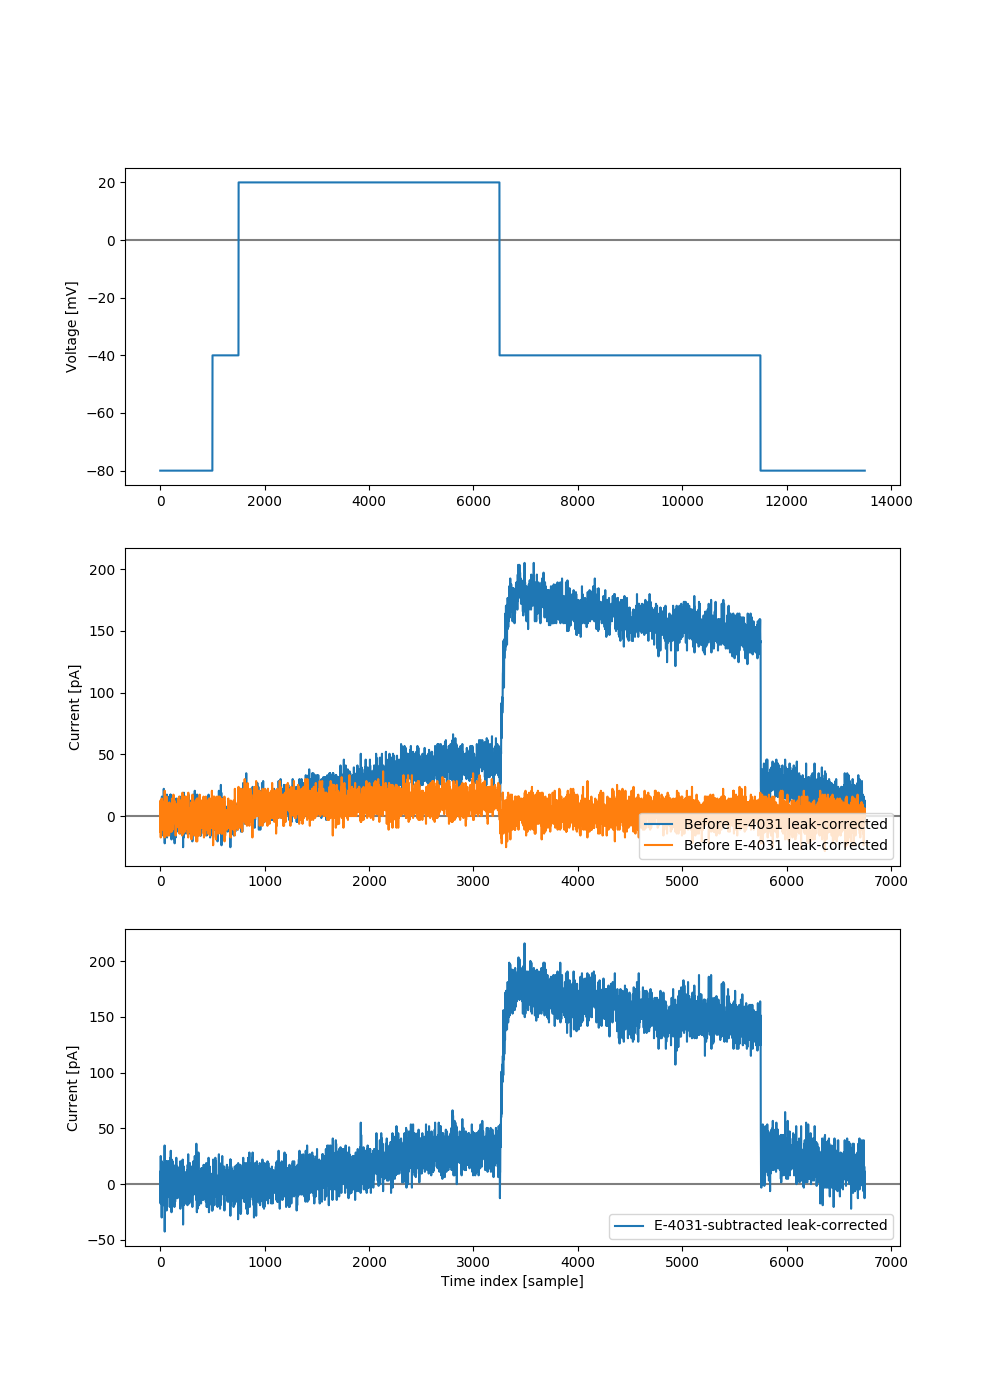 20
0
−20
−40
−60
−80
Voltage [mV]
0 2000 4000 6000 8000 10000 12000 14000
200
150
100
50
0
Current [pA]
Before E-4031 leak-corrected
Before E-4031 leak-corrected
0 1000 2000 3000 4000 5000 6000 7000
200
150
100
50
0
−50
Current [pA]
E-4031-subtracted leak-corrected
0 1000 2000 3000 4000 5000 6000 7000
Time index [sample]